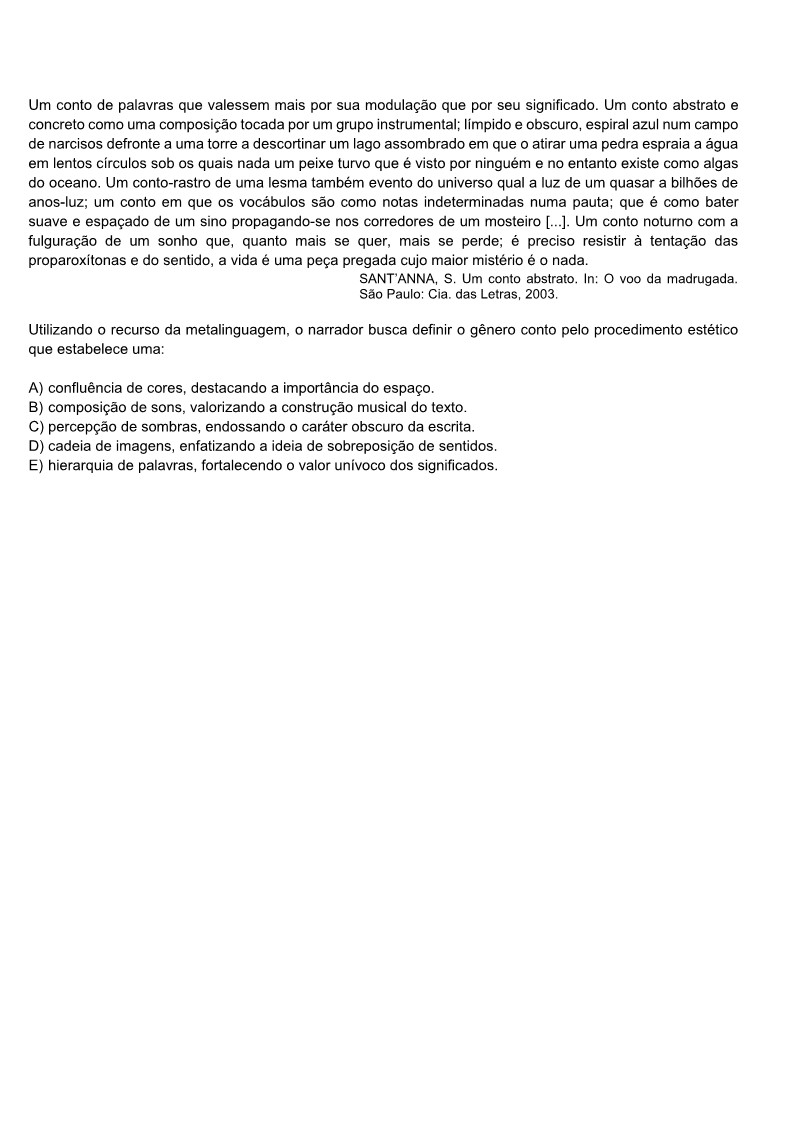 Um conto de palavras que valessem mais por sua modulação que por seu significado. Um conto abstrato e
concreto como uma composição tocada por um grupo instrumental; límpido e obscuro, espiral azul num campo
de narcisos defronte a uma torre a descortinar um lago assombrado em que o atirar uma pedra espraia a água
em lentos círculos sob os quais nada um peixe turvo que é visto por ninguém e no entanto existe como algas
do oceano. Um conto-rastro de uma lesma também evento do universo qual a luz de um quasar a bilhões de
anos-luz; um conto em que os vocábulos são como notas indeterminadas numa pauta; que é como bater
suave e espaçado de um sino propagando-se nos corredores de um mosteiro [...]. Um conto noturno com a
fulguração de um sonho que, quanto mais se quer, mais se perde; é preciso resistir à tentação das
proparoxítonas e do sentido, a vida é uma peça pregada cujo maior mistério é o nada.
SANT’ANNA, S. Um conto abstrato. In: O voo da madrugada.
São Paulo: Cia. das Letras, 2003.
Utilizando o recurso da metalinguagem, o narrador busca definir o gênero conto pelo procedimento estético
que estabelece uma:
A) confluência de cores, destacando a importância do espaço.
B) composição de sons, valorizando a construção musical do texto.
C) percepção de sombras, endossando o caráter obscuro da escrita.
D) cadeia de imagens, enfatizando a ideia de sobreposição de sentidos.
E) hierarquia de palavras, fortalecendo o valor unívoco dos significados.